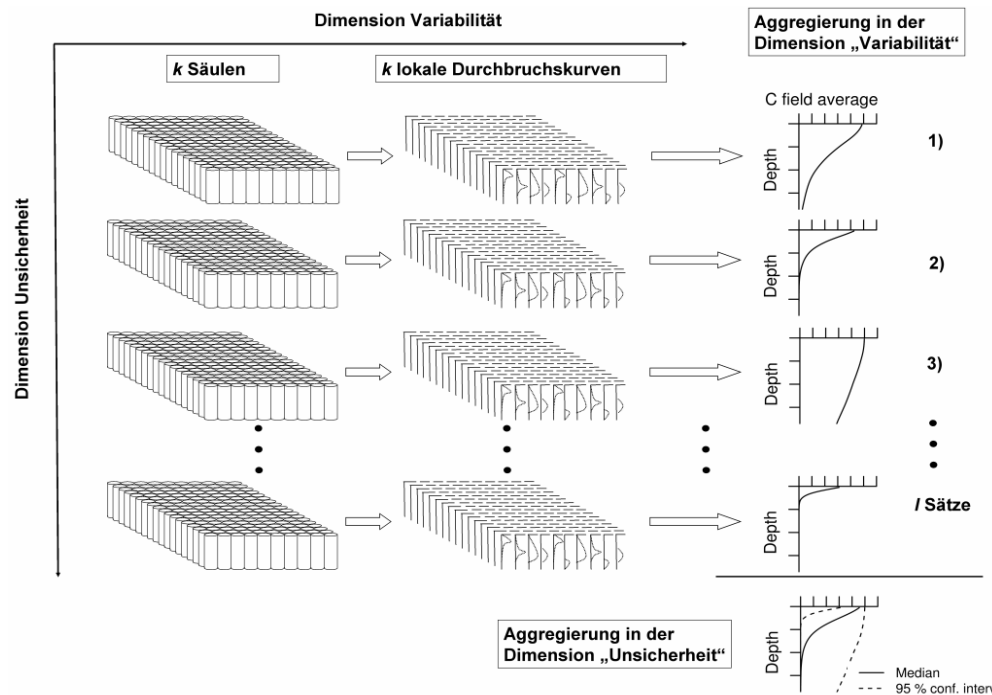 Dimension Variabilität
Aggregierung in der
Dimension „Variabilität“
k Säulen
k lokale Durchbruchskurven
C field average
Depth
1)
Dimension Unsicherheit
Depth
2)
Depth
3)
Depth
l Sätze
Aggregierung in der
Dimension „Unsicherheit“
Depth
Median
95 % conf. interv